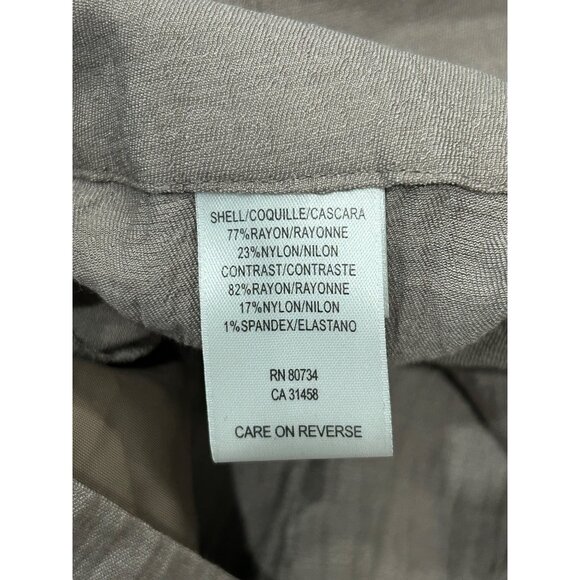 SHELL/COQUILLE/CASCARA
77%RAYON/RAYONNE
23%NYLON/NILON
CONTRAST/CONTRASTE
82%RAYON/RAYONNE
17%NYLON/NILON
1%SPANDEX/ELASTANO
RN 80734
CA 31458
CARE ON REVERSE